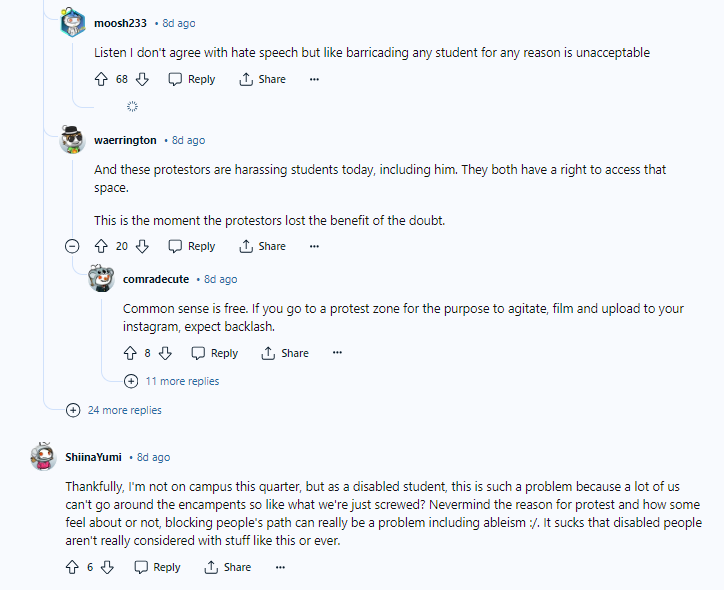 moosh233 • 8d ago
Listen I don't agree with hate speech but like barricading any student for any reason is unacceptable
68 Reply Share ...
waerrington • 8d ago
And these protestors are harassing students today, including him. They both have a right to access that
space.
This is the moment the protestors lost the benefit of the doubt.
20 Reply Share ...
comradecute • 8d ago
Common sense is free. If you go to a protest zone for the purpose to agitate, film and upload to your
instagram, expect backlash.
8 Reply Share ...
11 more replies
24 more replies
ShiinaYumi • 8d ago
Thankfully, I'm not on campus this quarter, but as a disabled student, this is such a problem because a lot of us
can't go around the encampents so like what we're just screwed? Nevermind the reason for protest and how some
feel about or not, blocking people's path can really be a problem including ableism :/. It sucks that disabled people
aren't really considered with stuff like this or ever.
6 Reply Share ...